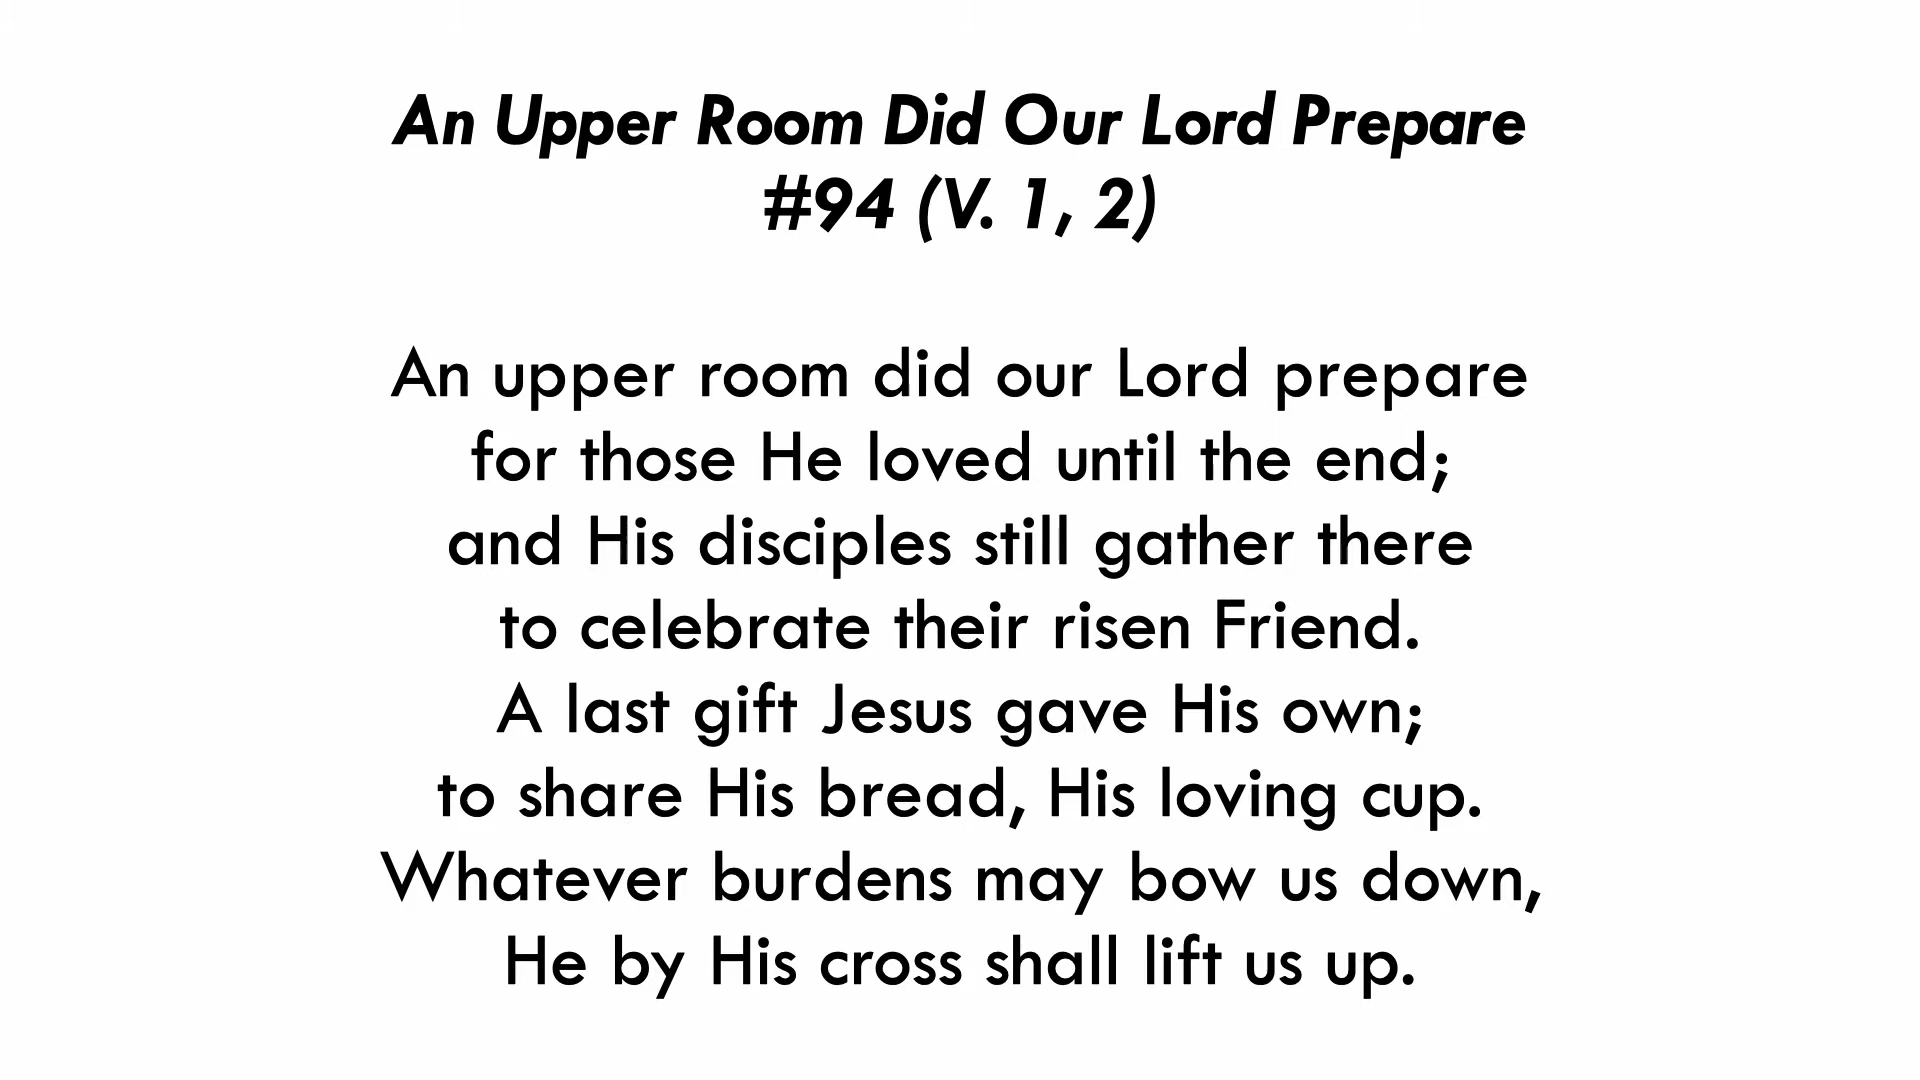 An Upper Room Did Our Lord Prepare
#94 (V. 1, 2)
An upper room did our Lord prepare
for those He loved until the end;
and His disciples still gather there
to celebrate their risen Friend.
A last gift Jesus gave His own;
to share His bread, His loving cup.
Whatever burdens may bow us down,
He by His cross shall lift us up.